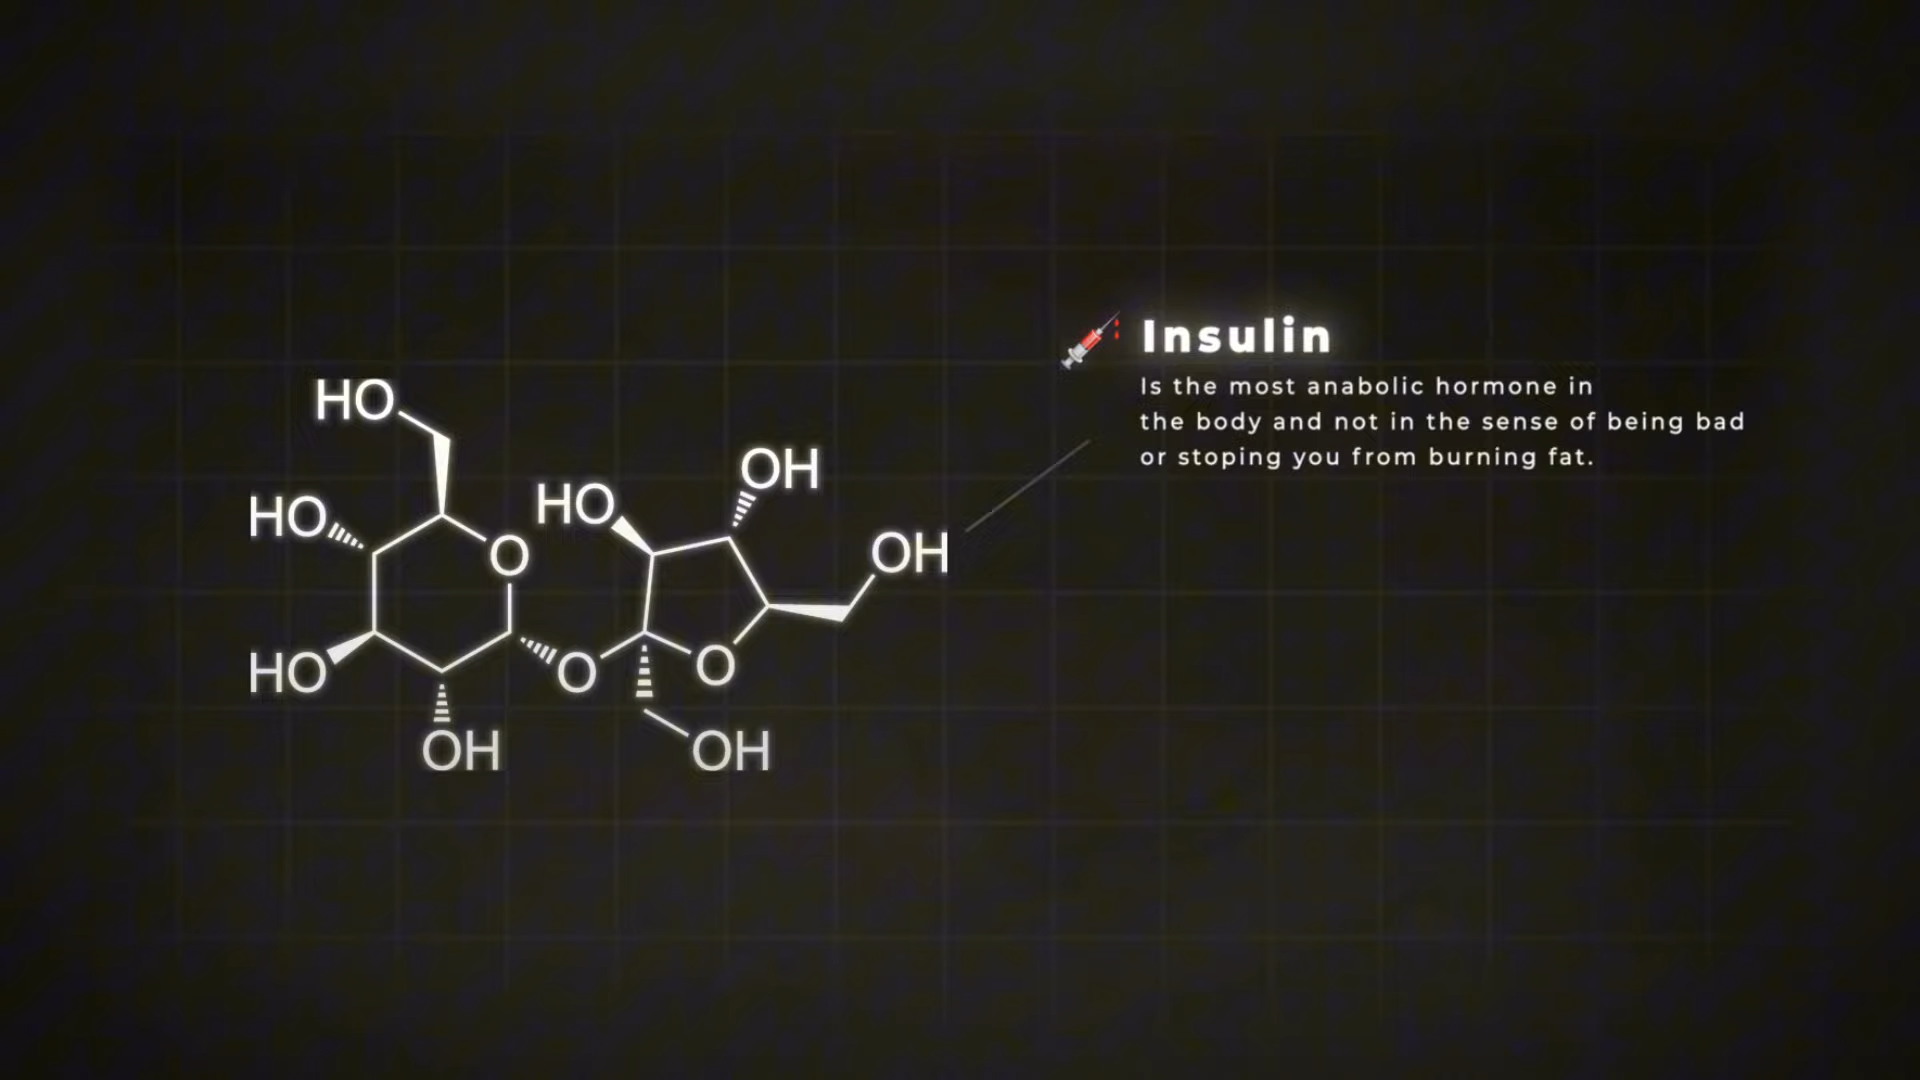 Insulin
Is the most anabolic hormone in
the body and not in the sense of being bad
or stoping you from burning fat.
HO
OH
HO
HO
OH
O
HO
O
O
OH
OH